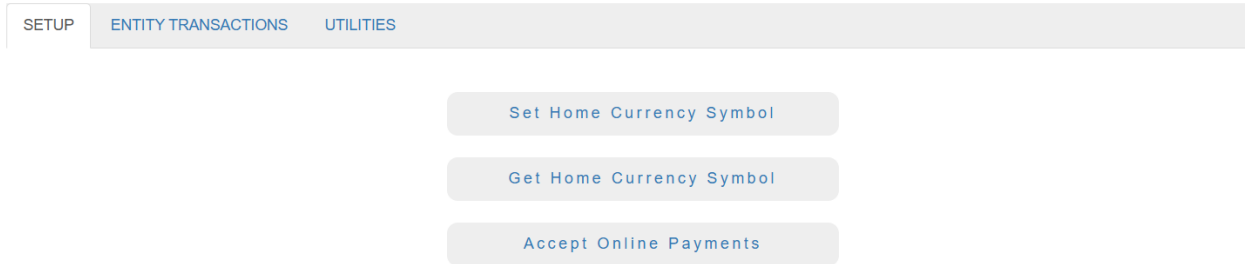 SETUP ENTITY TRANSACTIONS UTILITIES
Set Home Currency Symbol
Get Home Currency Symbol
Accept Online Payments